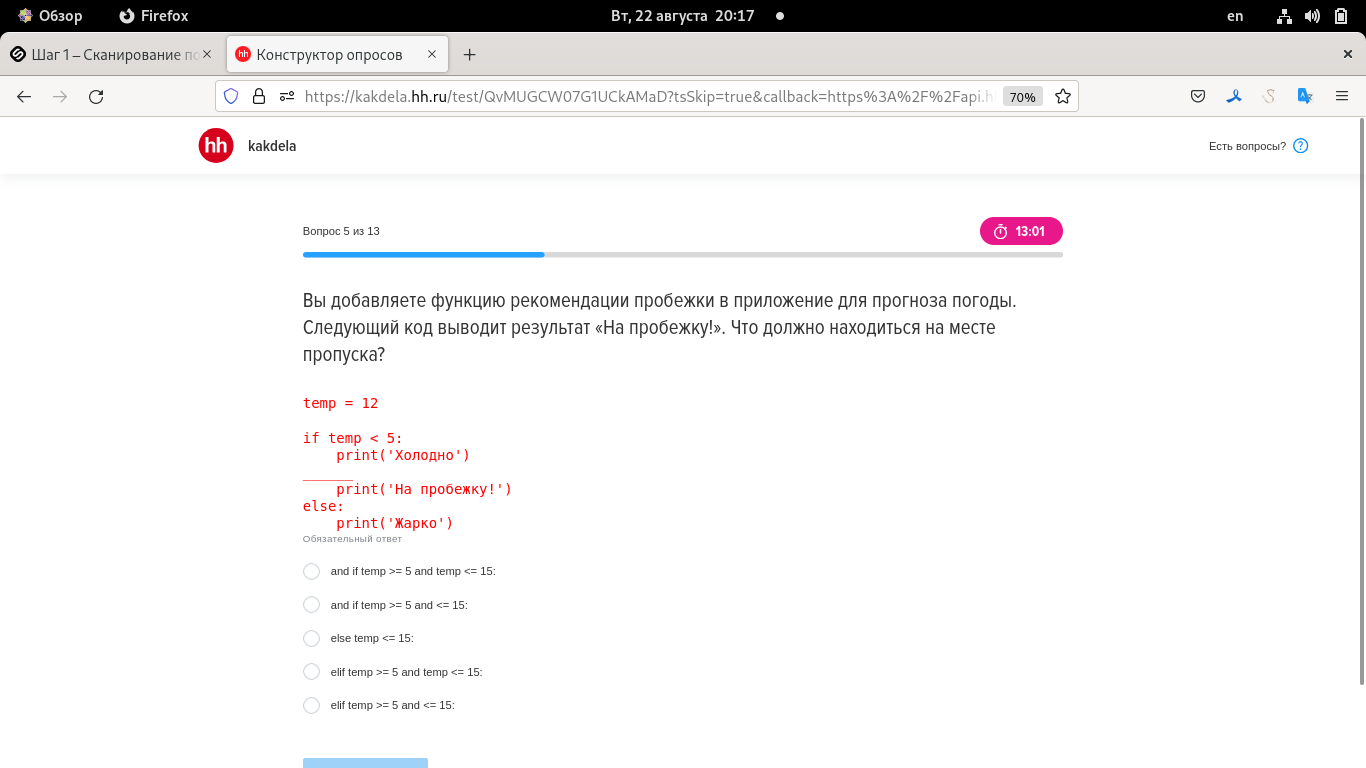 Обзор
Firefox
Вт, 22 августа 20:17
en
Шаг 1 – Сканирование
Конструктор опросов
https://kakdela.hh.ru/test/QvMUGCW07G1UCkAMaD?tsSkip=true&callback=https%3A%2F%2Fapi.h
70%
hh
kakdela
Есть вопросы?
Вопрос 5 из 13
13:01
Вы добавляете функцию рекомендации пробежки в приложение для прогноза погоды.
Следующий код выводит результат «На пробежку!». Что должно находиться на месте
пропуска?
temp = 12
if temp < 5:
    print('Холодно')
______
    print('На пробежку!')
else:
    print('Жарко')
Обязательный ответ
and if temp >= 5 and temp <= 15:
and if temp >= 5 and <= 15:
else temp <= 15:
elif temp >= 5 and temp <= 15:
elif temp >= 5 and <= 15: